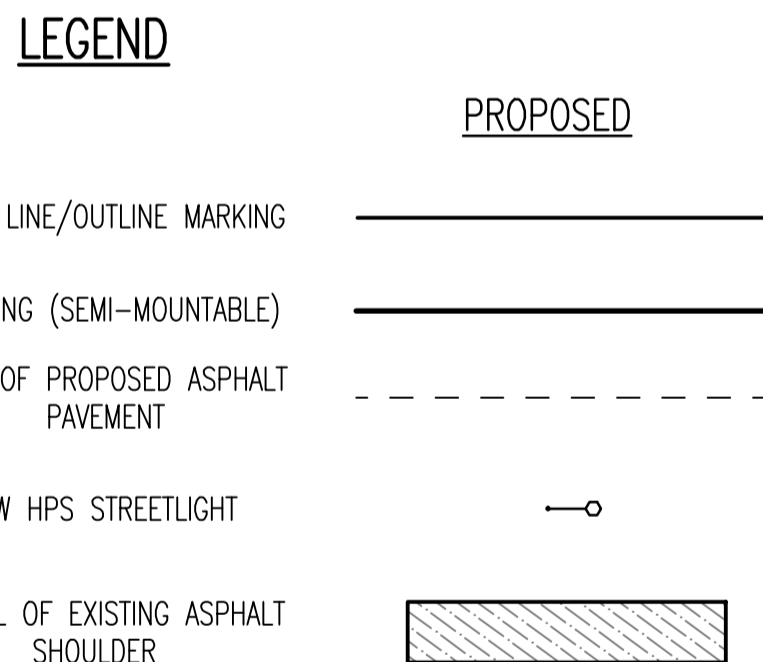 LEGEND
PROPOSED
LINE/OUTLINE MARKING
NG (SEMI-MOUNTABLE)
OF PROPOSED ASPHALT
PAVEMENT
W HPS STREETLIGHT
L OF EXISTING ASPHALT
SHOULDER